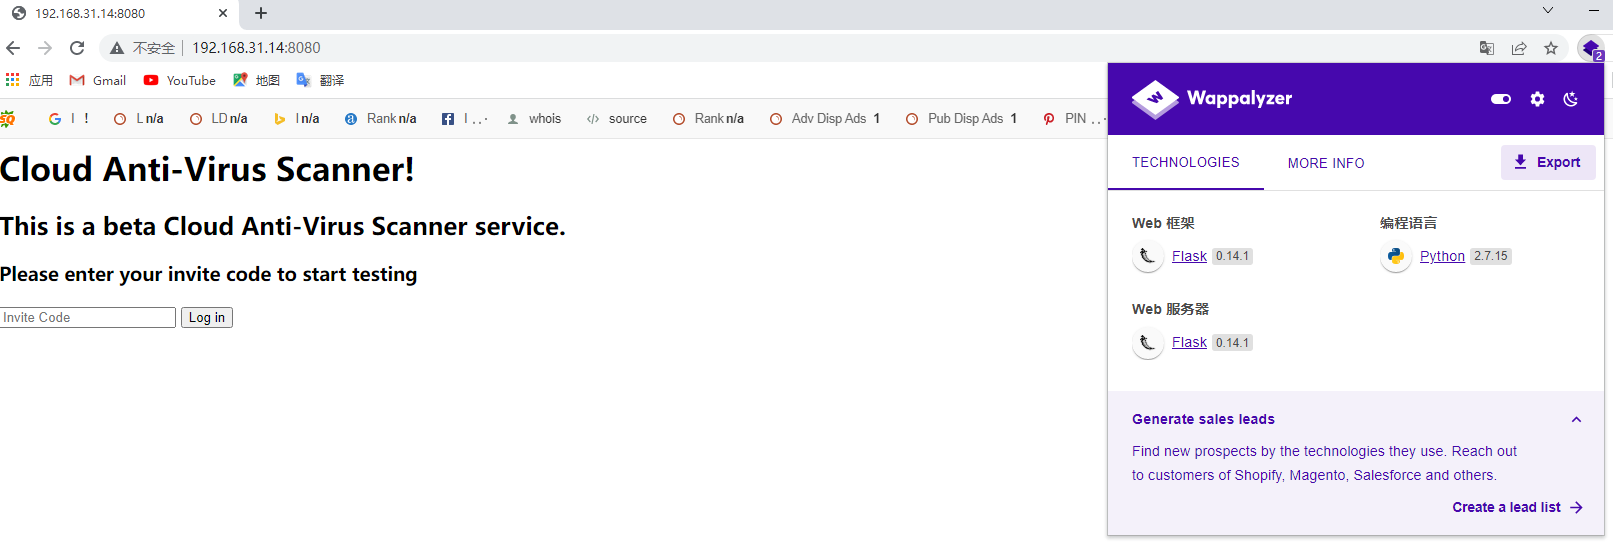 192.168.31.14:8080
不安全 192.168.31.14:8080
2
应用 Gmail YouTube 地图 翻译
SQ I ! L n/a LD n/a I n/a Rank n/a I ... whois source Rank n/a Adv Disp Ads 1 Pub Disp Ads 1 PIN ...
Wappalyzer
TECHNOLOGIES MORE INFO Export
Cloud Anti-Virus Scanner!
This is a beta Cloud Anti-Virus Scanner service.
Please enter your invite code to start testing
Invite Code Log in
Web 框架 编程语言
Flask 0.14.1 Python 2.7.15
Web 服务器
Flask 0.14.1
Generate sales leads
Find new prospects by the technologies they use. Reach out
to customers of Shopify, Magento, Salesforce and others.
Create a lead list